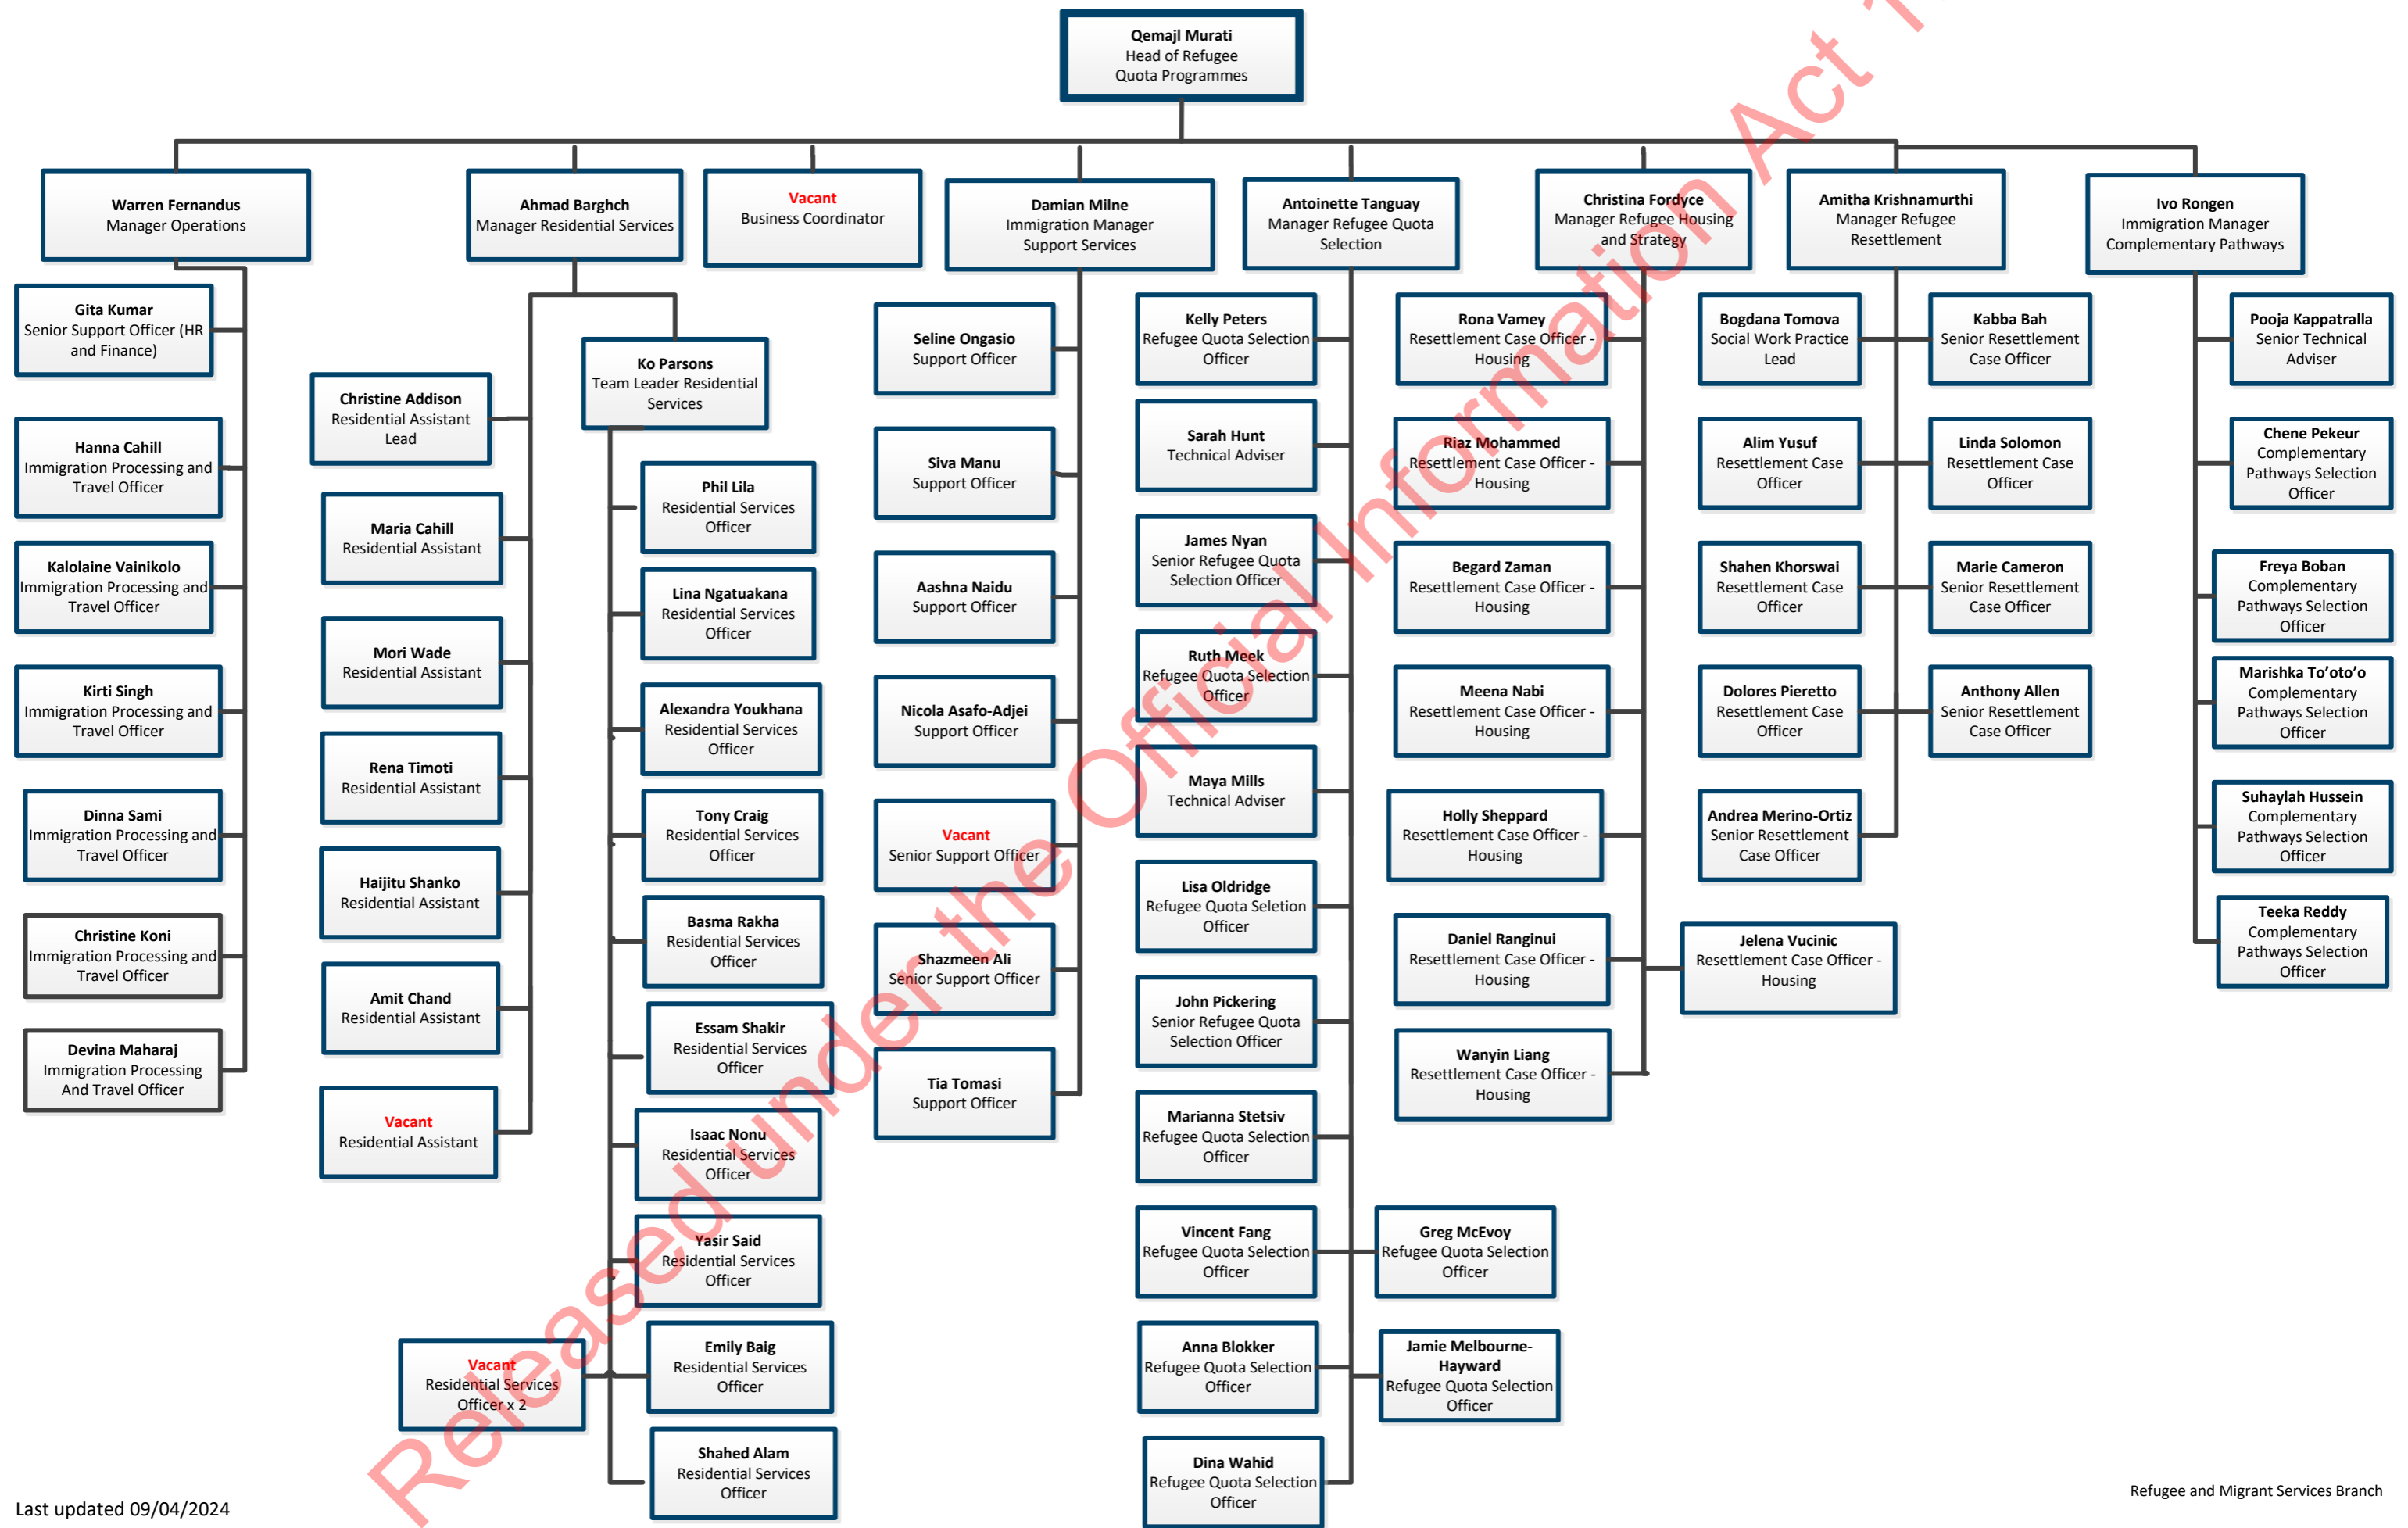 Qemajl Murati
Head of Refugee
Quota Programmes
Warren Fernandus
Manager Operations
Ahmad Barghch
Manager Residential Services
Vacant
Business Coordinator
Damian Milne
Immigration Manager
Support Services
Antoinette Tanguay
Manager Refugee Quota
Selection
Christina Fordyce
Manager Refugee Housing
and Strategy
Amitha Krishnamurthi
Manager Refugee
Resettlement
Ivo Rongen
Immigration Manager
Complementary Pathways
Gita Kumar
Senior Support Officer (HR
and Finance)
Hanna Cahill
Immigration Processing and
Travel Officer
Kalolaine Vainikolo
Immigration Processing and
Travel Officer
Kirti Singh
Immigration Processing and
Travel Officer
Dinna Sami
Immigration Processing and
Travel Officer
Christine Koni
Immigration Processing and
Travel Officer
Devina Maharaj
Immigration Processing
And Travel Officer
Christine Addison
Residential Assistant
Lead
Maria Cahill
Residential Assistant
Mori Wade
Residential Assistant
Rena Timoti
Residential Assistant
Haijitu Shanko
Residential Assistant
Amit Chand
Residential Assistant
Vacant
Residential Assistant
Ko Parsons
Team Leader Residential
Services
Phil Lila
Residential Services
Officer
Lina Ngatuakana
Residential Services
Officer
Alexandra Youkhana
Residential Services
Officer
Tony Craig
Residential Services
Officer
Basma Rakha
Residential Services
Officer
Essam Shakir
Residential Services
Officer
Isaac Nonu
Residential Services
Officer
Yasir Said
Residential Services
Officer
Vacant
Residential Services
Officer x 2
Emily Baig
Residential Services
Officer
Shahed Alam
Residential Services
Officer
Seline Ongasio
Support Officer
Siva Manu
Support Officer
Aashna Naidu
Support Officer
Nicola Asafo-Adjei
Support Officer
Vacant
Senior Support Officer
Shazmeen Ali
Senior Support Officer
Tia Tomasi
Support Officer
Kelly Peters
Refugee Quota Selection
Officer
Sarah Hunt
Technical Adviser
James Nyan
Senior Refugee Quota
Selection Officer
Ruth Meek
Refugee Quota Selection
Officer
Maya Mills
Technical Adviser
Lisa Oldridge
Refugee Quota Seletion
Officer
John Pickering
Senior Refugee Quota
Selection Officer
Marianna Stetsiv
Refugee Quota Selection
Officer
Vincent Fang
Refugee Quota Selection
Officer
Greg McEvoy
Refugee Quota Selection
Officer
Anna Blokker
Refugee Quota Selection
Officer
Jamie Melbourne-
Hayward
Refugee Quota Selection
Officer
Dina Wahid
Refugee Quota Selection
Officer
Rona Vamey
Resettlement Case Officer -
Housing
Riaz Mohammed
Resettlement Case Officer -
Housing
Begard Zaman
Resettlement Case Officer -
Housing
Meena Nabi
Resettlement Case Officer -
Housing
Holly Sheppard
Resettlement Case Officer -
Housing
Daniel Ranginui
Resettlement Case Officer -
Housing
Jelena Vucinic
Resettlement Case Officer -
Housing
Wanyin Liang
Resettlement Case Officer -
Housing
Bogdana Tomova
Social Work Practice
Lead
Kabba Bah
Senior Resettlement
Case Officer
Alim Yusuf
Resettlement Case
Officer
Linda Solomon
Resettlement Case
Officer
Shahen Khorswai
Resettlement Case
Officer
Marie Cameron
Senior Resettlement
Case Officer
Dolores Pieretto
Resettlement Case
Officer
Anthony Allen
Senior Resettlement
Case Officer
Andrea Merino-Ortiz
Senior Resettlement
Case Officer
Pooja Kappatralla
Senior Technical
Adviser
Chene Pekeur
Complementary
Pathways Selection
Officer
Freya Boban
Complementary
Pathways Selection
Officer
Marishka To’oto’o
Complementary
Pathways Selection
Officer
Suhaylah Hussein
Complementary
Pathways Selection
Officer
Teeka Reddy
Complementary
Pathways Selection
Officer
Released under the Official Information Act 1
Last updated 09/04/2024
Refugee and Migrant Services Branch